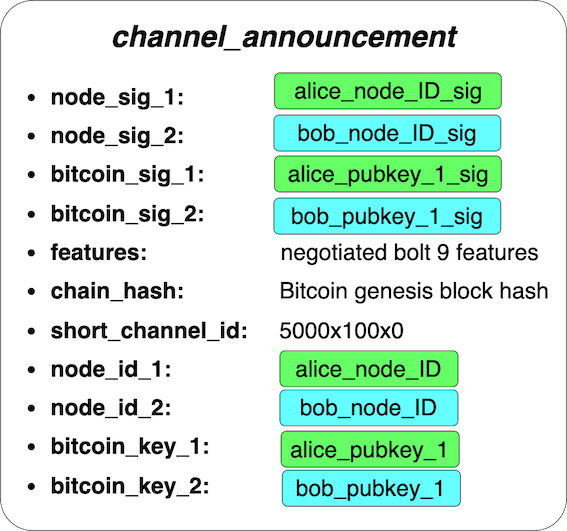 channel_announcement
• node_sig_1: alice_node_ID_sig
• node_sig_2: bob_node_ID_sig
• bitcoin_sig_1: alice_pubkey_1_sig
• bitcoin_sig_2: bob_pubkey_1_sig
• features: negotiated bolt 9 features
• chain_hash: Bitcoin genesis block hash
• short_channel_id: 5000x100x0
• node_id_1: alice_node_ID
• node_id_2: bob_node_ID
• bitcoin_key_1: alice_pubkey_1
• bitcoin_key_2: bob_pubkey_1